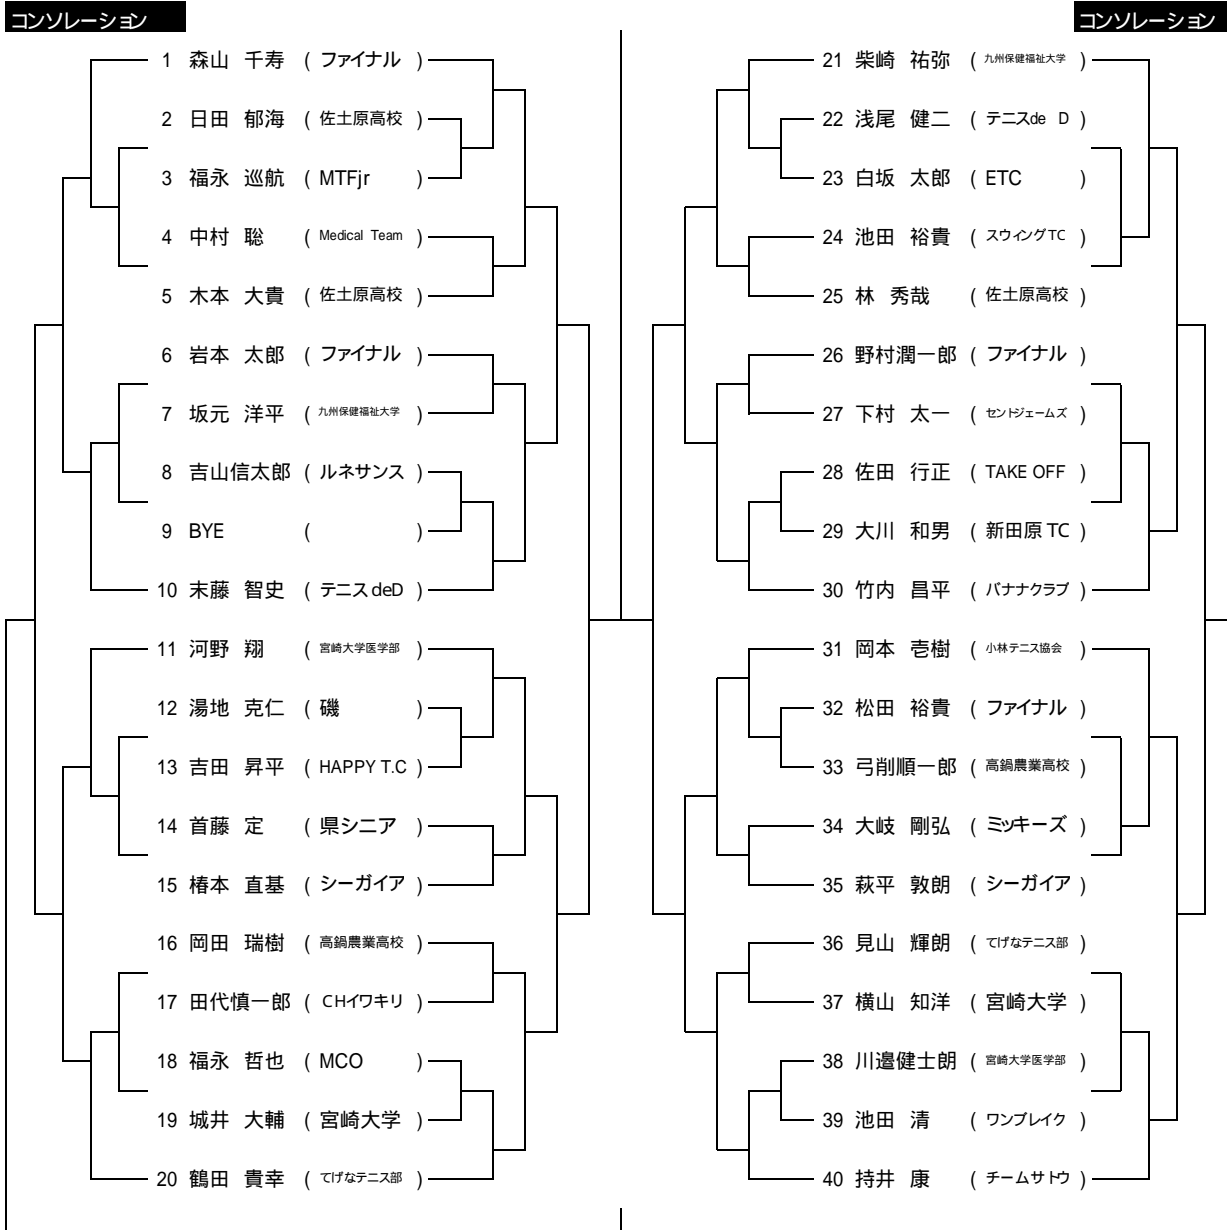 コンソレーション
コンソレーション
1 森山 千寿 ( ファイナル )
2 日田 郁海 ( 佐土原高校 )
3 福永 巡航 ( MTFjr )
4 中村 聡 ( Medical Team )
5 木本 大貴 ( 佐土原高校 )
6 岩本 太郎 ( ファイナル )
7 坂元 洋平 ( 九州保健福祉大学 )
8 吉山信太郎 ( ルネサンス )
9 BYE ( )
10 末藤 智史 ( テニスdeD )
11 河野 翔 ( 宮崎大学医学部 )
12 湯地 克仁 ( 磯 )
13 吉田 昇平 ( HAPPY T.C )
14 首藤 定 ( 県シニア )
15 椿本 直基 ( シーガイア )
16 岡田 瑞樹 ( 高鍋農業高校 )
17 田代慎一郎 ( CHイワキリ )
18 福永 哲也 ( MCO )
19 城井 大輔 ( 宮崎大学 )
20 鶴田 貴幸 ( てげなテニス部 )
21 柴崎 祐弥 ( 九州保健福祉大学 )
22 浅尾 健二 ( テニスde D )
23 白坂 太郎 ( ETC )
24 池田 裕貴 ( スウィングTC )
25 林 秀哉 ( 佐土原高校 )
26 野村潤一郎 ( ファイナル )
27 下村 太一 ( セントジェームズ )
28 佐田 行正 ( TAKE OFF )
29 大川 和男 ( 新田原TC )
30 竹内 昌平 ( バナナクラブ )
31 岡本 壱樹 ( 小林テニス協会 )
32 松田 裕貴 ( ファイナル )
33 弓削順一郎 ( 高鍋農業高校 )
34 大岐 剛弘 ( ミッキーズ )
35 萩平 敦朗 ( シーガイア )
36 見山 輝朗 ( てげなテニス部 )
37 横山 知洋 ( 宮崎大学 )
38 川邉健士朗 ( 宮崎大学医学部 )
39 池田 清 ( ワンブレイク )
40 持井 康 ( チームサトウ )